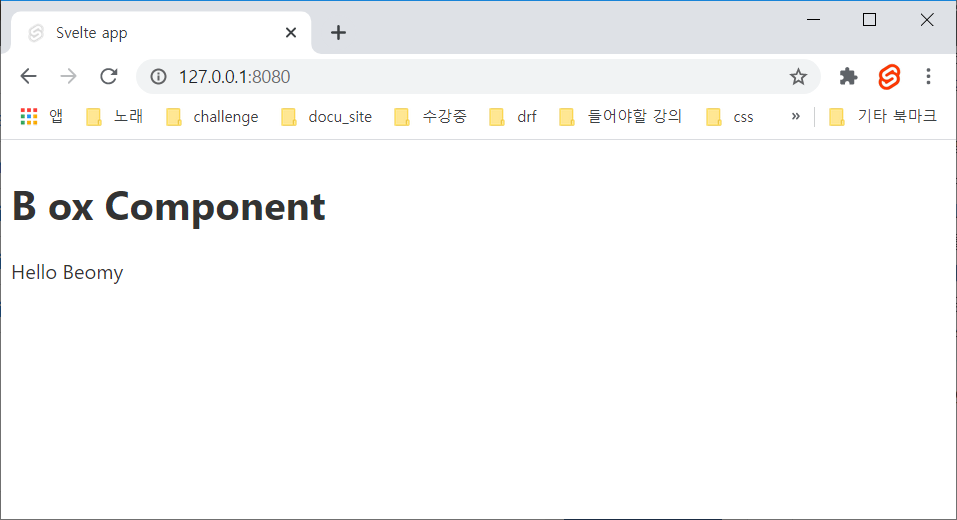 Svelte app
127.0.0.1:8080
앱 노래 challenge docu_site 수강중 drf 들어야할 강의 css » 기타 북마크
B ox Component
Hello Beomy